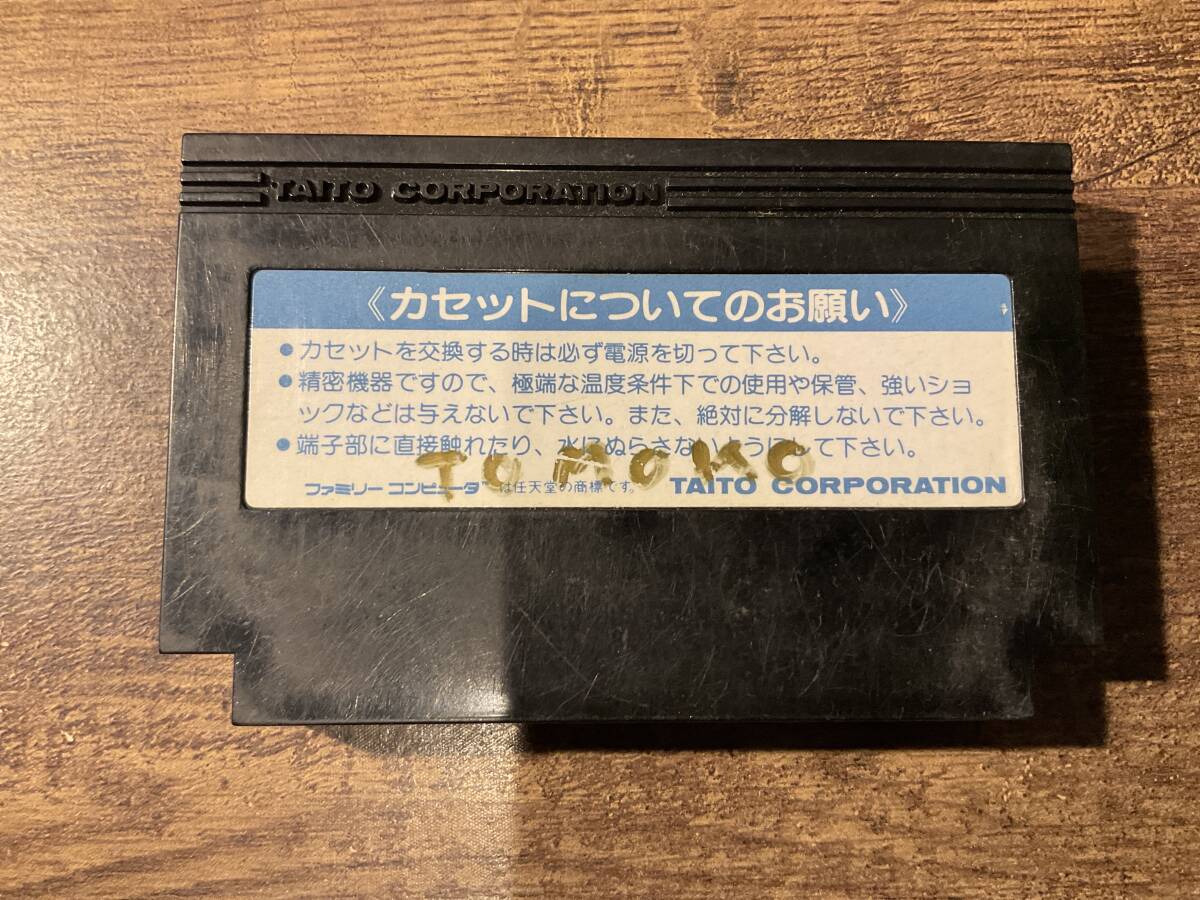 TAITO CORPORATION
《カセットについてのお願い》
●カセットを交換する時は必ず電源を切って下さい。
●精密機器ですので、極端な温度条件下での使用や保管、強いショ
ックなどは与えないで下さい。また、絶対に分解しないで下さい。
●端子部に直接触れたり、水にぬらさないようにして下さい。
TOMOMO
ファミリーコンピュータ™は任天堂の商標です。 TAITO CORPORATION